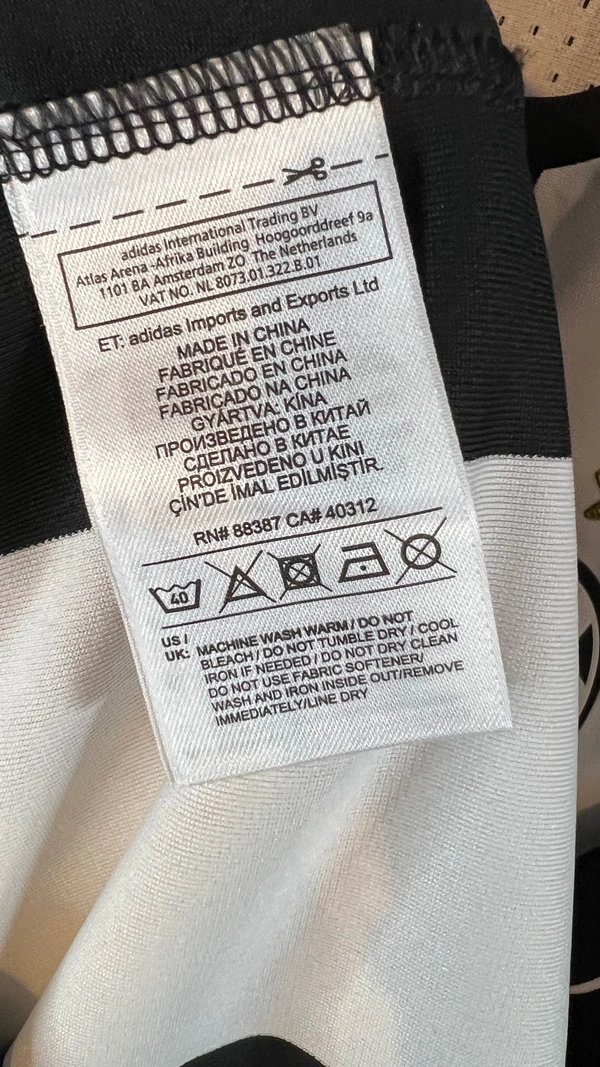 adidas International Trading BV
Atlas Arena -Afrika Building Hoogoorddreef 9a
1101 BA Amsterdam ZO The Netherlands
VAT NO. NL 8073.01.322.B.01
ET: adidas Imports and Exports Ltd
MADE IN CHINA
FABRIQUÉ EN CHINE
FABRICADO EN CHINA
FABRICADO NA CHINA
GYÁRTVA: KÍNA
ПРОИЗВЕДЕНО В КИТАЙ
СДЕЛАНО В КИТАЕ
PROIZVEDENO U KINI
ÇİN'DE İMAL EDİLMİŞTİR.
RN# 88387 CA# 40312
40
US /
UK: MACHINE WASH WARM / DO NOT
BLEACH / DO NOT TUMBLE DRY / COOL
IRON IF NEEDED / DO NOT DRY CLEAN
DO NOT USE FABRIC SOFTENER/
WASH AND IRON INSIDE OUT/REMOVE
IMMEDIATELY/LINE DRY